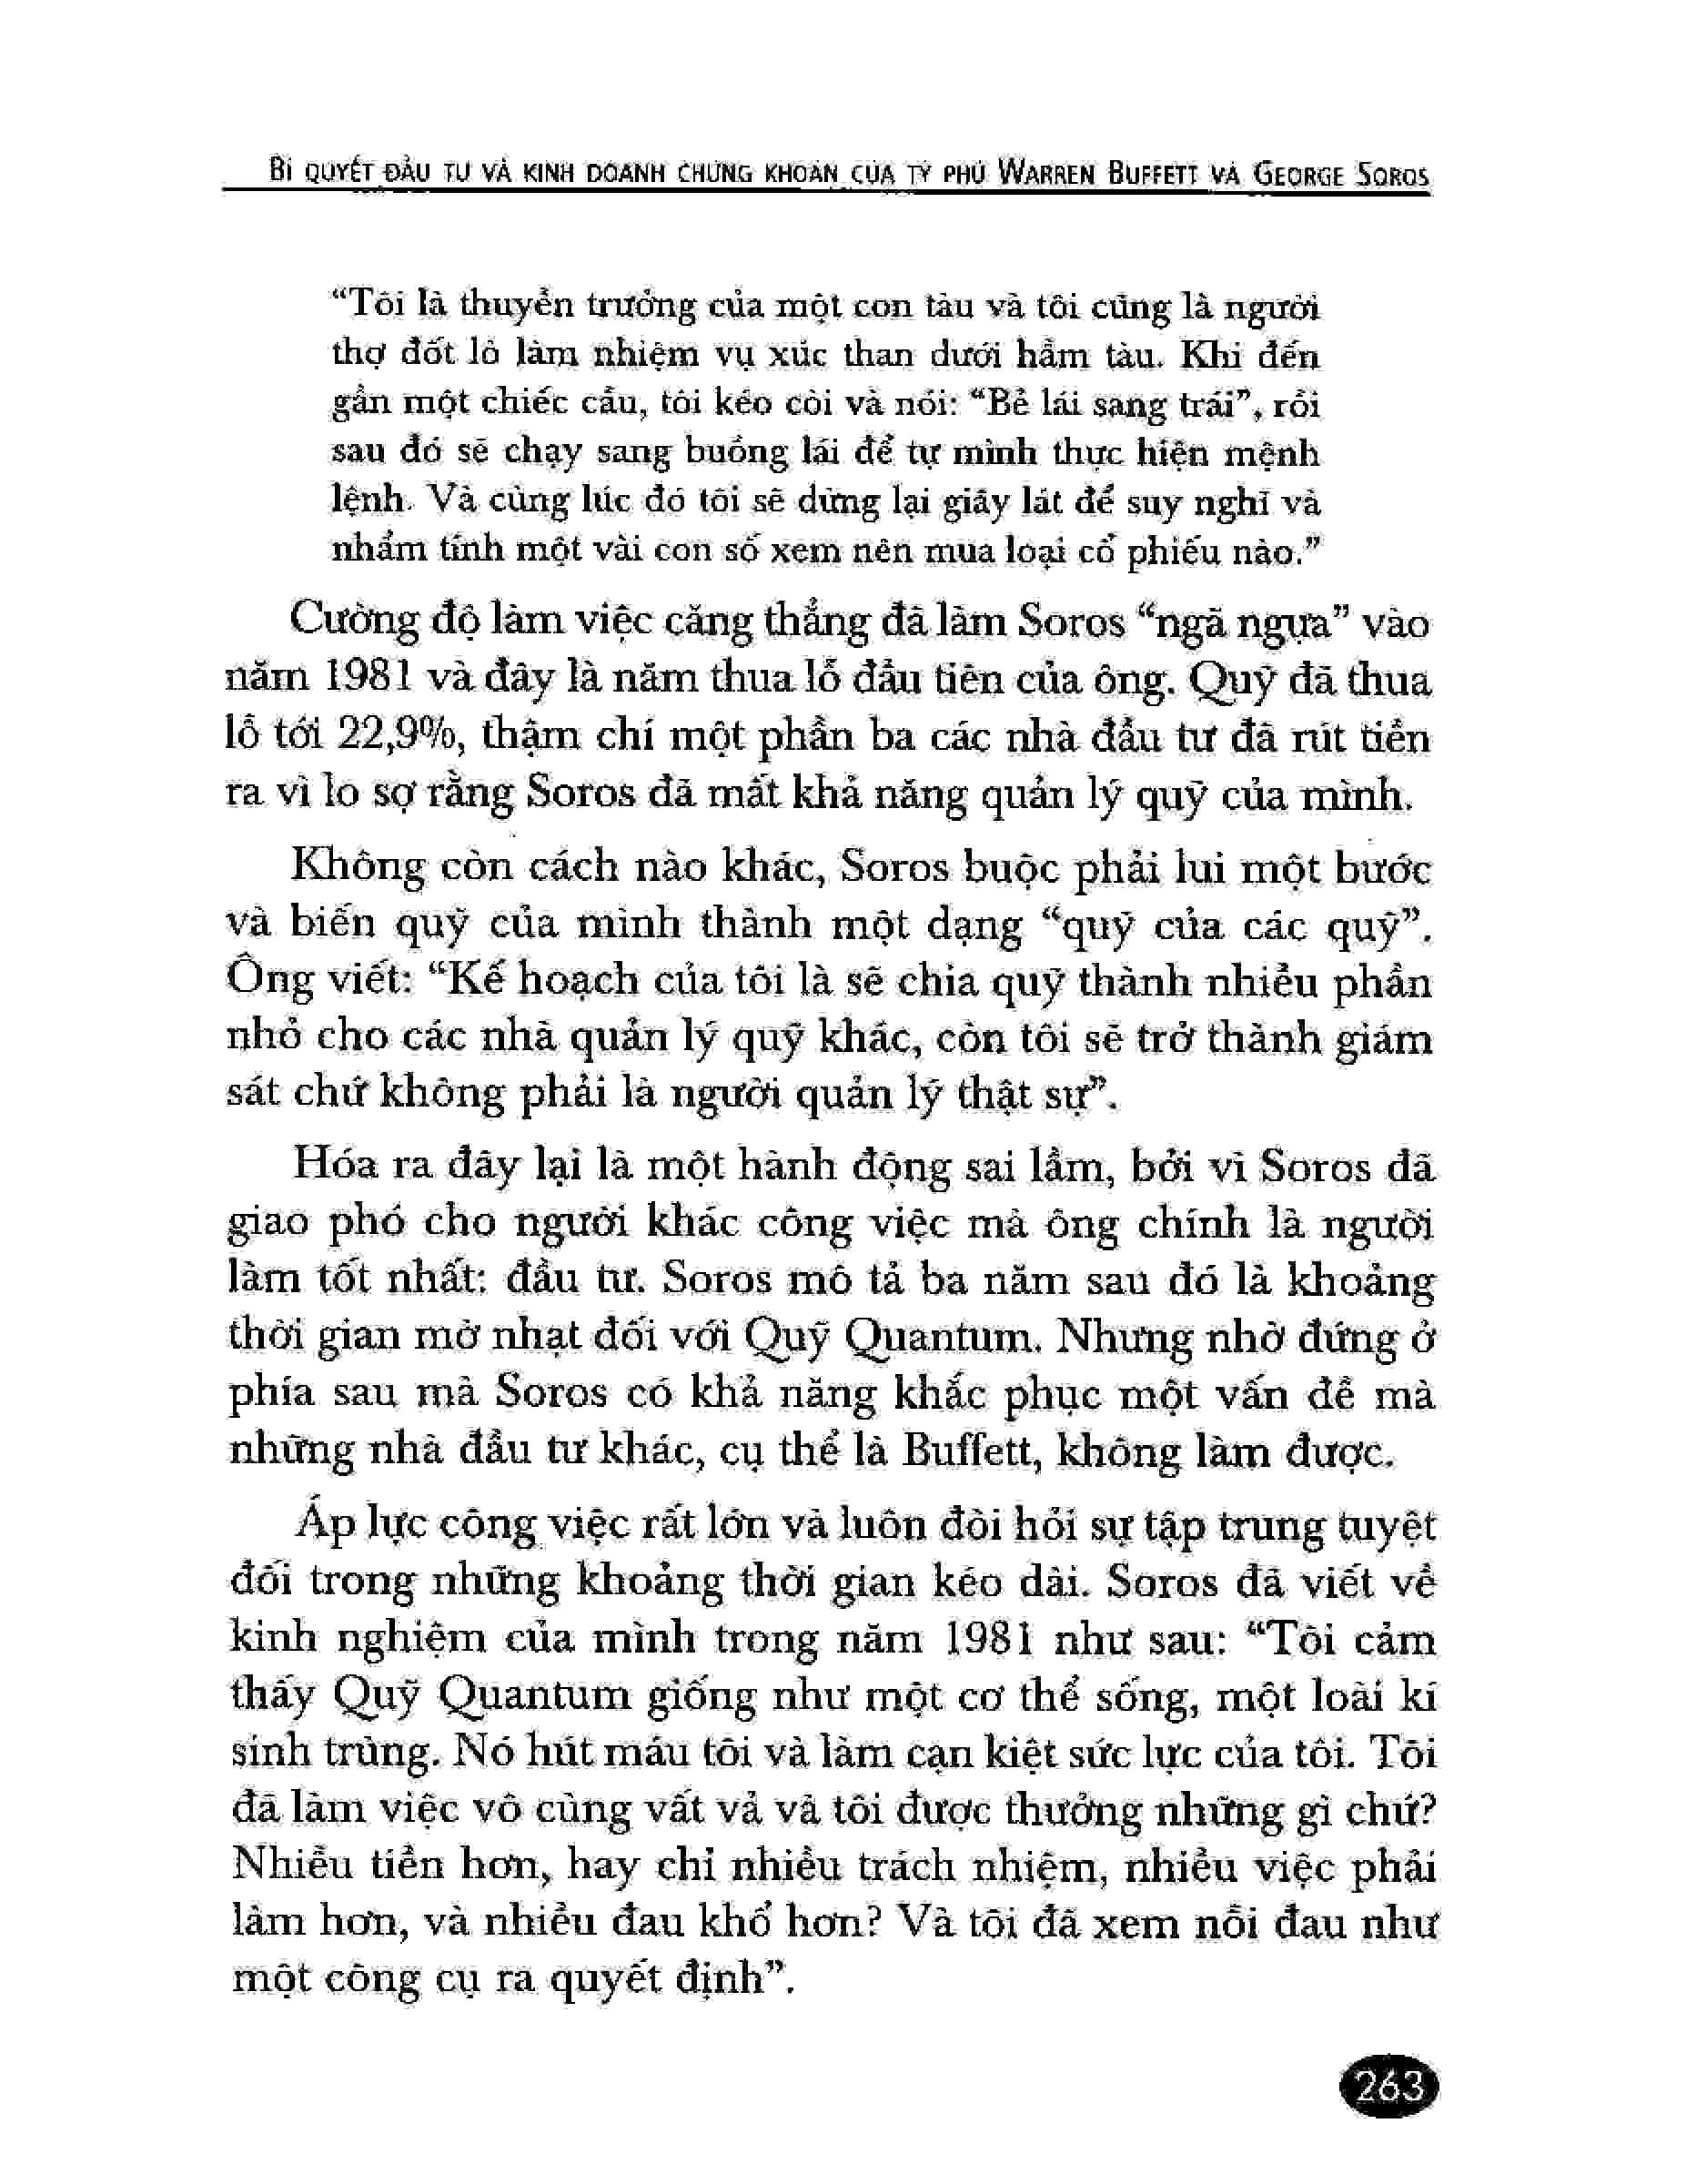 BÍ QUYẾT ĐẦU TƯ VÀ KINH DOANH CHỨNG KHOÁN CỦA TỶ PHÚ WARREN BUFFETT VÀ GEORGE SOROS
“Tôi là thuyền trưởng của một con tàu và tôi cũng là người
thợ đốt lò làm nhiệm vụ xúc than dưới hầm tàu. Khi đến
gần một chiếc cầu, tôi kéo còi và nói: “Bẻ lái sang trái”, rồi
sau đó sẽ chạy sang buồng lái để tự mình thực hiện mệnh
lệnh. Và cùng lúc đó tôi sẽ dừng lại giây lát để suy nghĩ và
nhẩm tính một vài con số xem nên mua loại cổ phiếu nào.”
Cường độ làm việc căng thẳng đã làm Soros “ngã ngựa” vào
năm 1981 và đây là năm thua lỗ đầu tiên của ông. Quỹ đã thua
lỗ tới 22,9%, thậm chí một phần ba các nhà đầu tư đã rút tiền
ra vì lo sợ rằng Soros đã mất khả năng quản lý quỹ của mình.
Không còn cách nào khác, Soros buộc phải lui một bước
và biến quỹ của mình thành một dạng “quỹ của các quỹ”.
Ông viết: “Kế hoạch của tôi là sẽ chia quỹ thành nhiều phần
nhỏ cho các nhà quản lý quỹ khác, còn tôi sẽ trở thành giám
sát chứ không phải là người quản lý thật sự”.
Hóa ra đây lại là một hành động sai lầm, bởi vì Soros đã
giao phó cho người khác công việc mà ông chính là người
làm tốt nhất: đầu tư. Soros mô tả ba năm sau đó là khoảng
thời gian mờ nhạt đối với Quỹ Quantum. Nhưng nhờ đứng ở
phía sau mà Soros có khả năng khắc phục một vấn đề mà
những nhà đầu tư khác, cụ thể là Buffett, không làm được.
Áp lực công việc rất lớn và luôn đòi hỏi sự tập trung tuyệt
đối trong những khoảng thời gian kéo dài. Soros đã viết về
kinh nghiệm của mình trong năm 1981 như sau: “Tôi cảm
thấy Quỹ Quantum giống như một cơ thể sống, một loài kí
sinh trùng. Nó hút máu tôi và làm cạn kiệt sức lực của tôi. Tôi
đã làm việc vô cùng vất vả và tôi được thưởng những gì chứ?
Nhiều tiền hơn, hay chỉ nhiều trách nhiệm, nhiều việc phải
làm hơn, và nhiều đau khổ hơn? Và tôi đã xem nỗi đau như
một công cụ ra quyết định”.
263